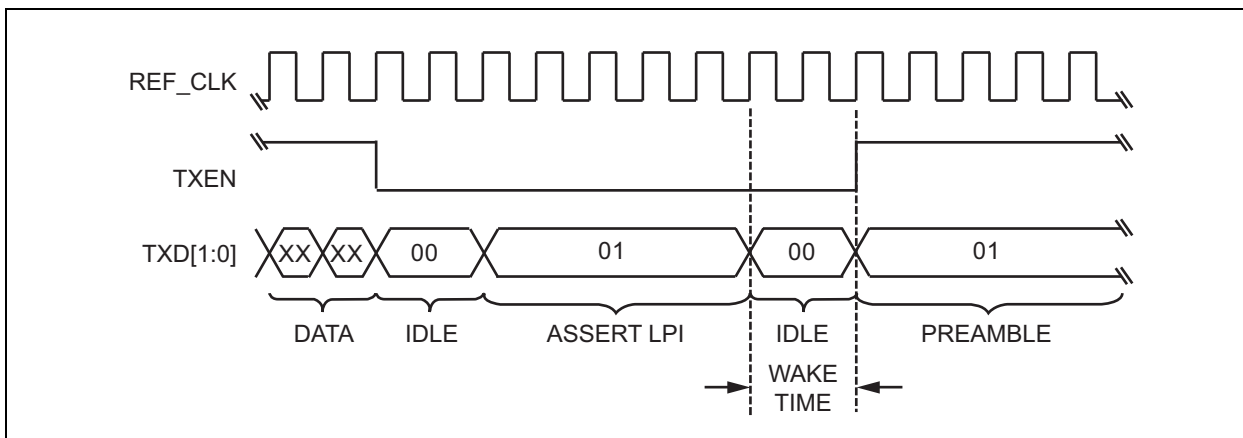 REF_CLK
TXEN
TXD[1:0]
XX XX 00 01 00 01
DATA IDLE ASSERT LPI IDLE PREAMBLE
WAKE
TIME